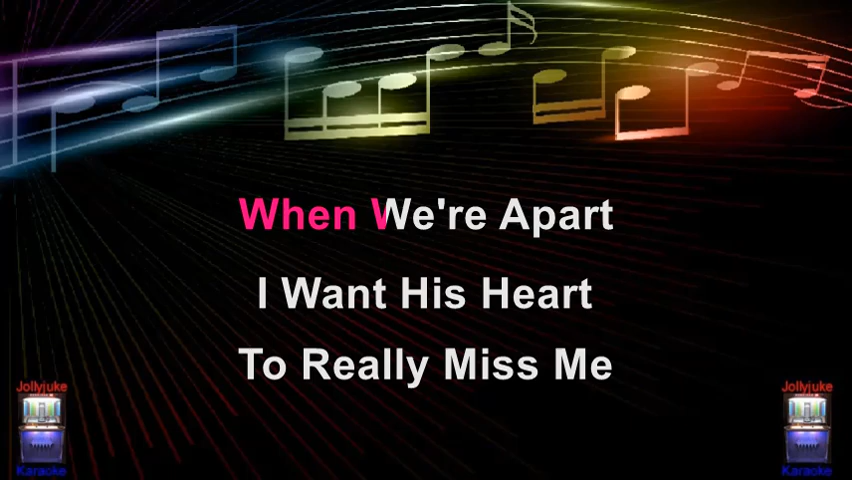 When We're Apart
I Want His Heart
To Really Miss Me
Jollyjuke
Karaoke
Jollyjuke
Karaoke